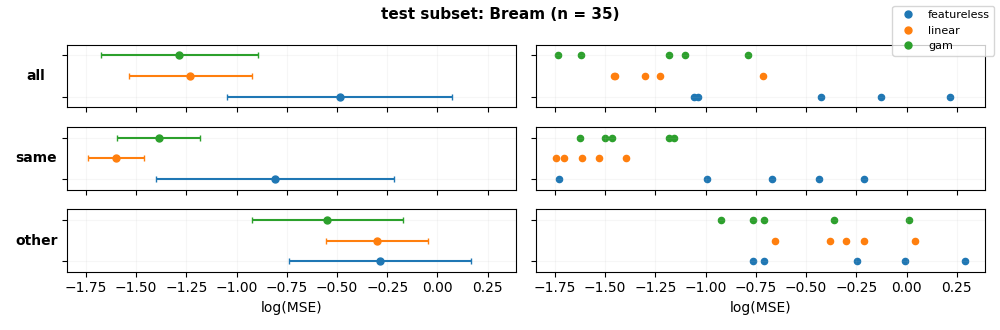 test subset: Bream (n = 35)
featureless
linear
gam
all
same
other
−1.75 −1.50 −1.25 −1.00 −0.75 −0.50 −0.25 0.00 0.25
−1.75 −1.50 −1.25 −1.00 −0.75 −0.50 −0.25 0.00 0.25
log(MSE)
log(MSE)